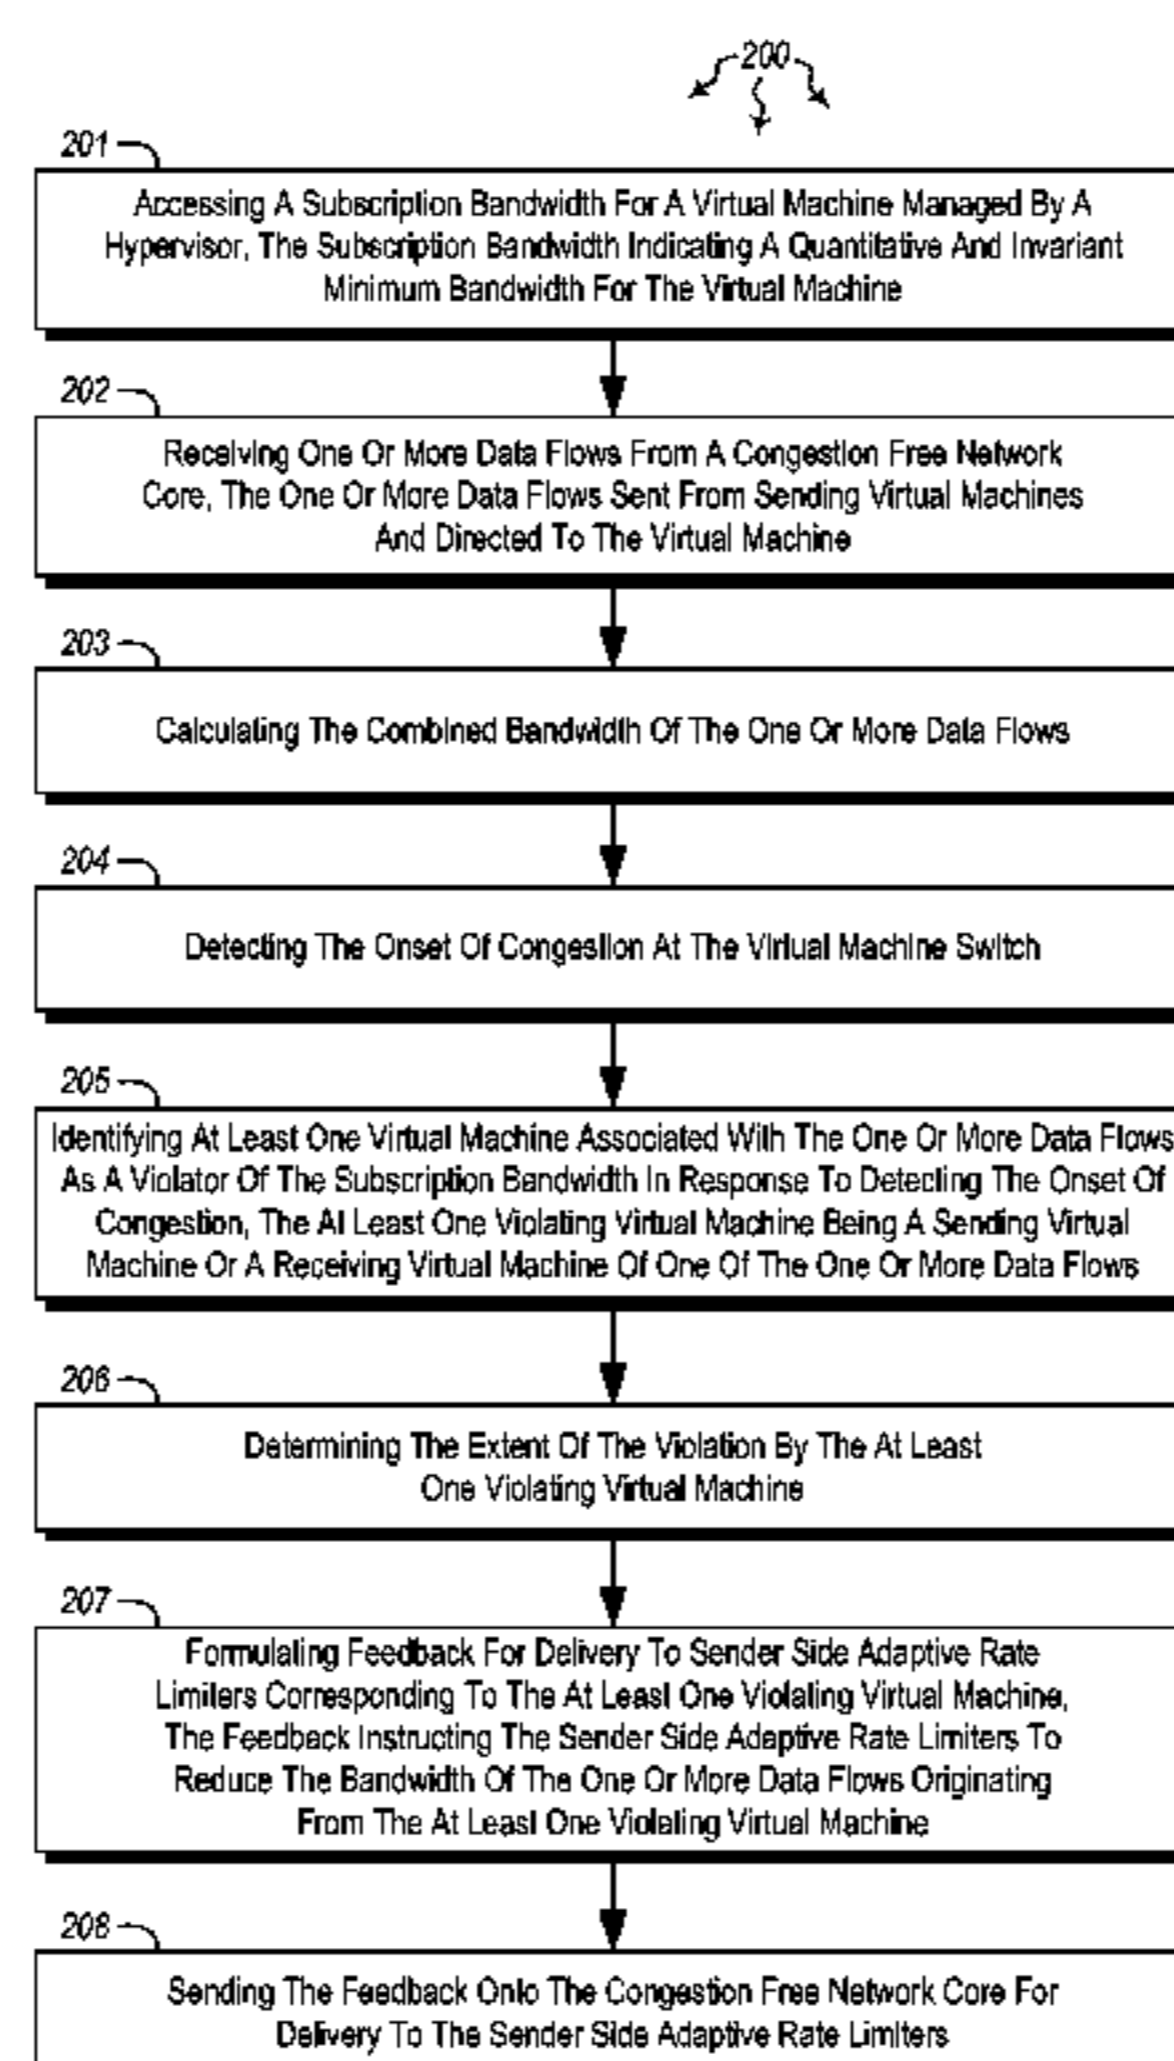 200
201
Accessing A Subscription Bandwidth For A Virtual Machine Managed By A
Hypervisor, The Subscription Bandwidth Indicating A Quantitative And Invariant
Minimum Bandwidth For The Virtual Machine
202
Receiving One Or More Data Flows From A Congestion Free Network
Core, The One Or More Data Flows Sent From Sending Virtual Machines
And Directed To The Virtual Machine
203
Calculating The Combined Bandwidth Of The One Or More Data Flows
204
Detecting The Onset Of Congestion At The Virtual Machine Switch
205
Identifying At Least One Virtual Machine Associated With The One Or More Data Flows
As A Violator Of The Subscription Bandwidth In Response To Detecting The Onset Of
Congestion, The At Least One Violating Virtual Machine Being A Sending Virtual
Machine Or A Receiving Virtual Machine Of One Of The One Or More Data Flows
206
Determining The Extent Of The Violation By The At Least
One Violating Virtual Machine
207
Formulating Feedback For Delivery To Sender Side Adaptive Rate
Limiters Corresponding To The At Least One Violating Virtual Machine,
The Feedback Instructing The Sender Side Adaptive Rate Limiters To
Reduce The Bandwidth Of The One Or More Data Flows Originating
From The At Least One Violating Virtual Machine
208
Sending The Feedback Onto The Congestion Free Network Core For
Delivery To The Sender Side Adaptive Rate Limiters